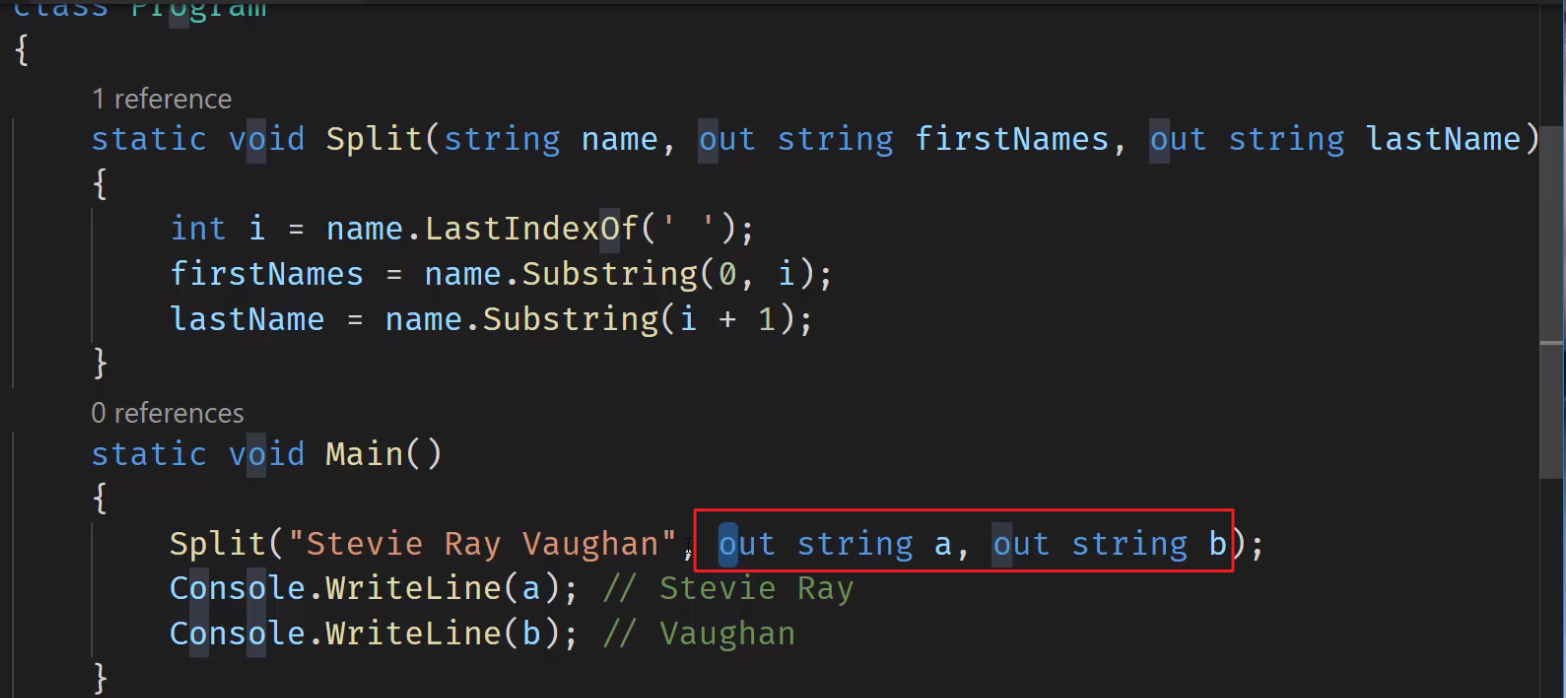 class Program
{
1 reference
static void Split(string name, out string firstNames, out string lastName)
{
int i = name.LastIndexOf(' ');
firstNames = name.Substring(0, i);
lastName = name.Substring(i + 1);
}
0 references
static void Main()
{
Split("Stevie Ray Vaughan", out string a, out string b);
Console.WriteLine(a); // Stevie Ray
Console.WriteLine(b); // Vaughan
}